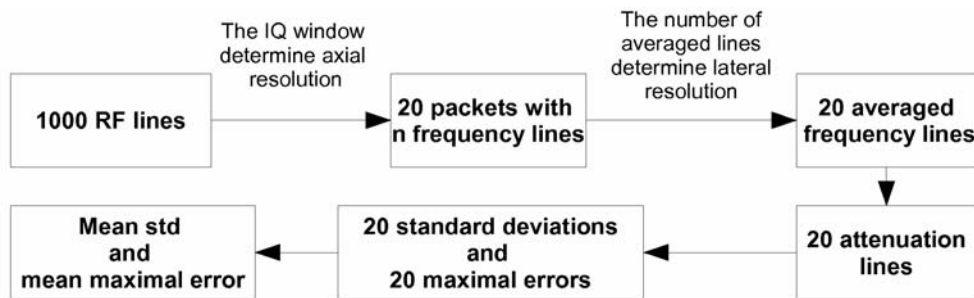 The IQ window
determine axial
resolution
The number of
averaged lines
determine lateral
resolution
1000 RF lines
20 packets with
n frequency lines
20 averaged
frequency lines
Mean std
and
mean maximal error
20 standard deviations
and
20 maximal errors
20 attenuation
lines